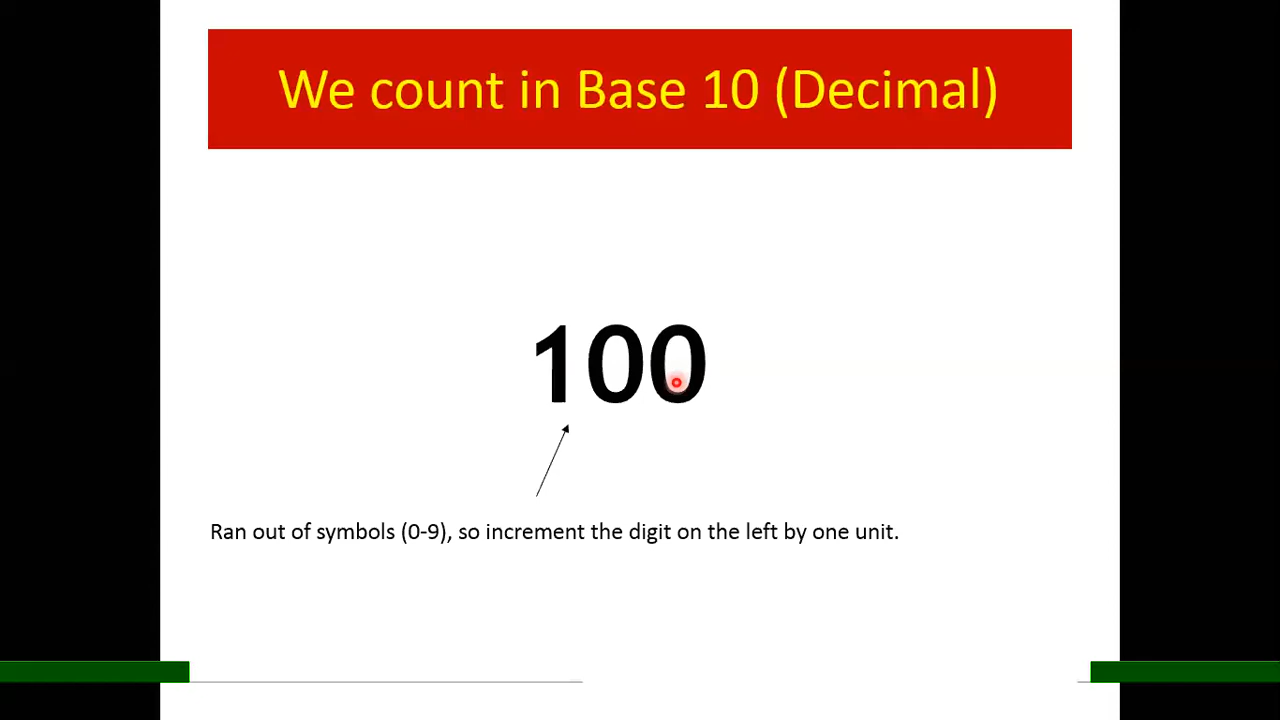 We count in Base 10 (Decimal)
100
Ran out of symbols (0-9), so increment the digit on the left by one unit.